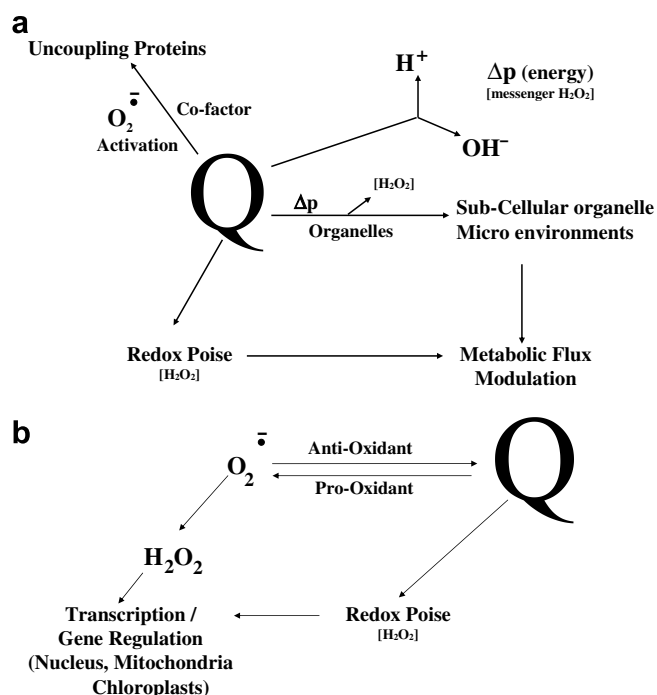 a
Uncoupling Proteins
O₂•̄
Co-factor
Activation
H⁺
Δp (energy)
[messenger H₂O₂]
OH⁻
Q
Δp
[H₂O₂]
Organelles
Sub-Cellular organelle
Micro environments
Redox Poise
[H₂O₂]
Metabolic Flux
Modulation
b
O₂•̄
Anti-Oxidant
Pro-Oxidant
Q
H₂O₂
Transcription /
Gene Regulation
(Nucleus, Mitochondria
Chloroplasts)
Redox Poise
[H₂O₂]